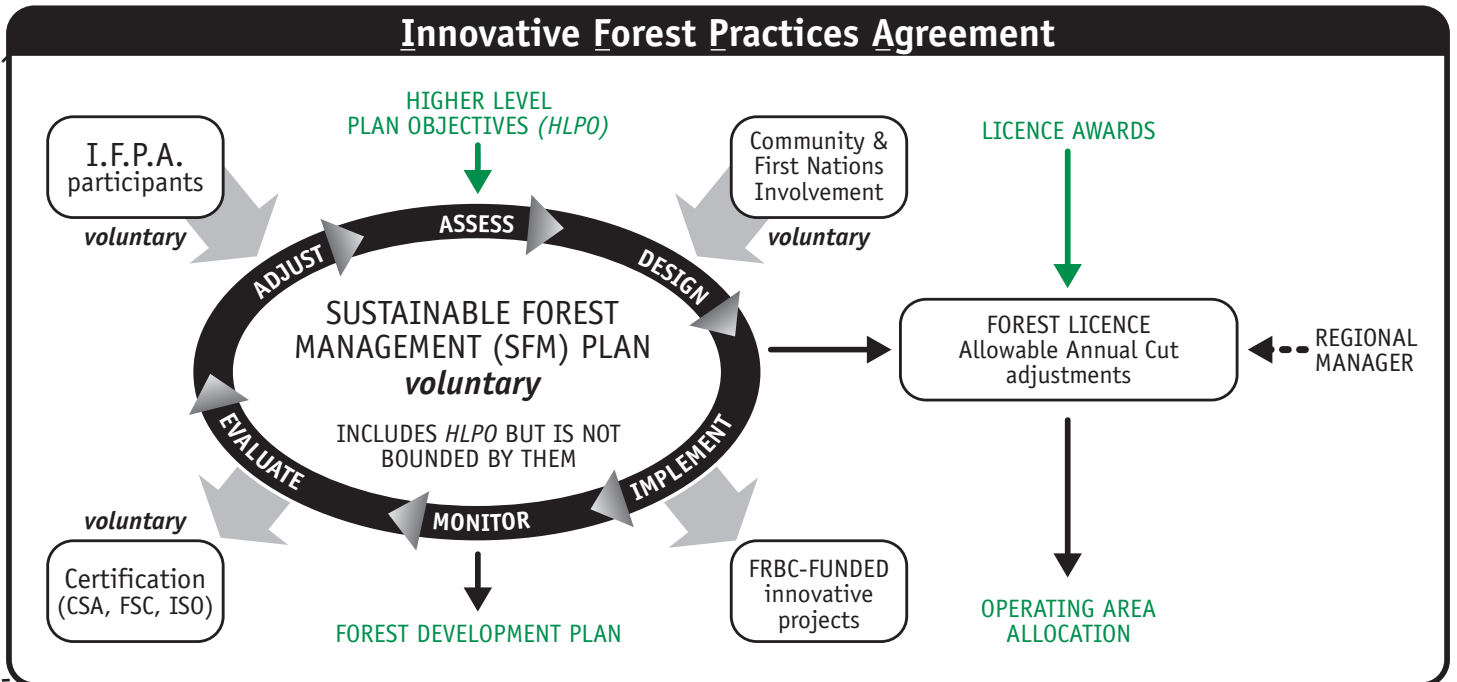 Innovative Forest Practices Agreement
HIGHER LEVEL
PLAN OBJECTIVES (HLPO)
I.F.P.A.
participants
voluntary
Community &
First Nations
Involvement
voluntary
LICENCE AWARDS
ASSESS
DESIGN
IMPLEMENT
MONITOR
EVALUATE
ADJUST
SUSTAINABLE FOREST
MANAGEMENT (SFM) PLAN
voluntary
INCLUDES HLPO BUT IS NOT
BOUNDED BY THEM
FOREST LICENCE
Allowable Annual Cut
adjustments
REGIONAL
MANAGER
voluntary
Certification
(CSA, FSC, ISO)
FOREST DEVELOPMENT PLAN
FRBC-FUNDED
innovative
projects
OPERATING AREA
ALLOCATION